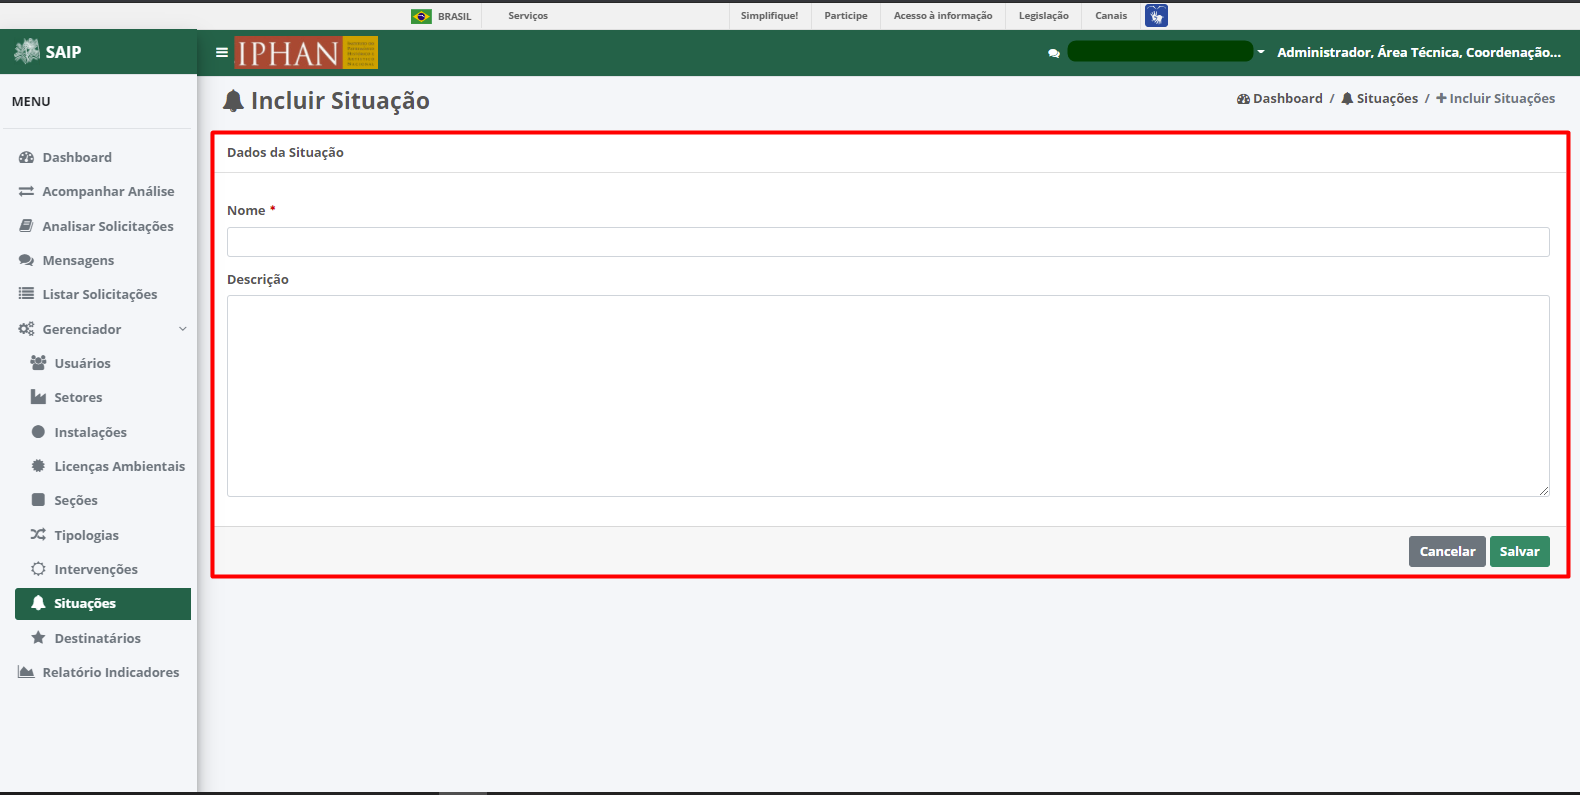 BRASIL Serviços Simplifique! Participe Acesso à informação Legislação Canais
SAIP IPHAN Administrador, Área Técnica, Coordenação...
MENU
Dashboard
Acompanhar Análise
Analisar Solicitações
Mensagens
Listar Solicitações
Gerenciador
Usuários
Setores
Instalações
Licenças Ambientais
Seções
Tipologias
Intervenções
Situações
Destinatários
Relatório Indicadores
Incluir Situação
Dashboard / Situações / Incluir Situações
Dados da Situação
Nome *
Descrição
Cancelar Salvar